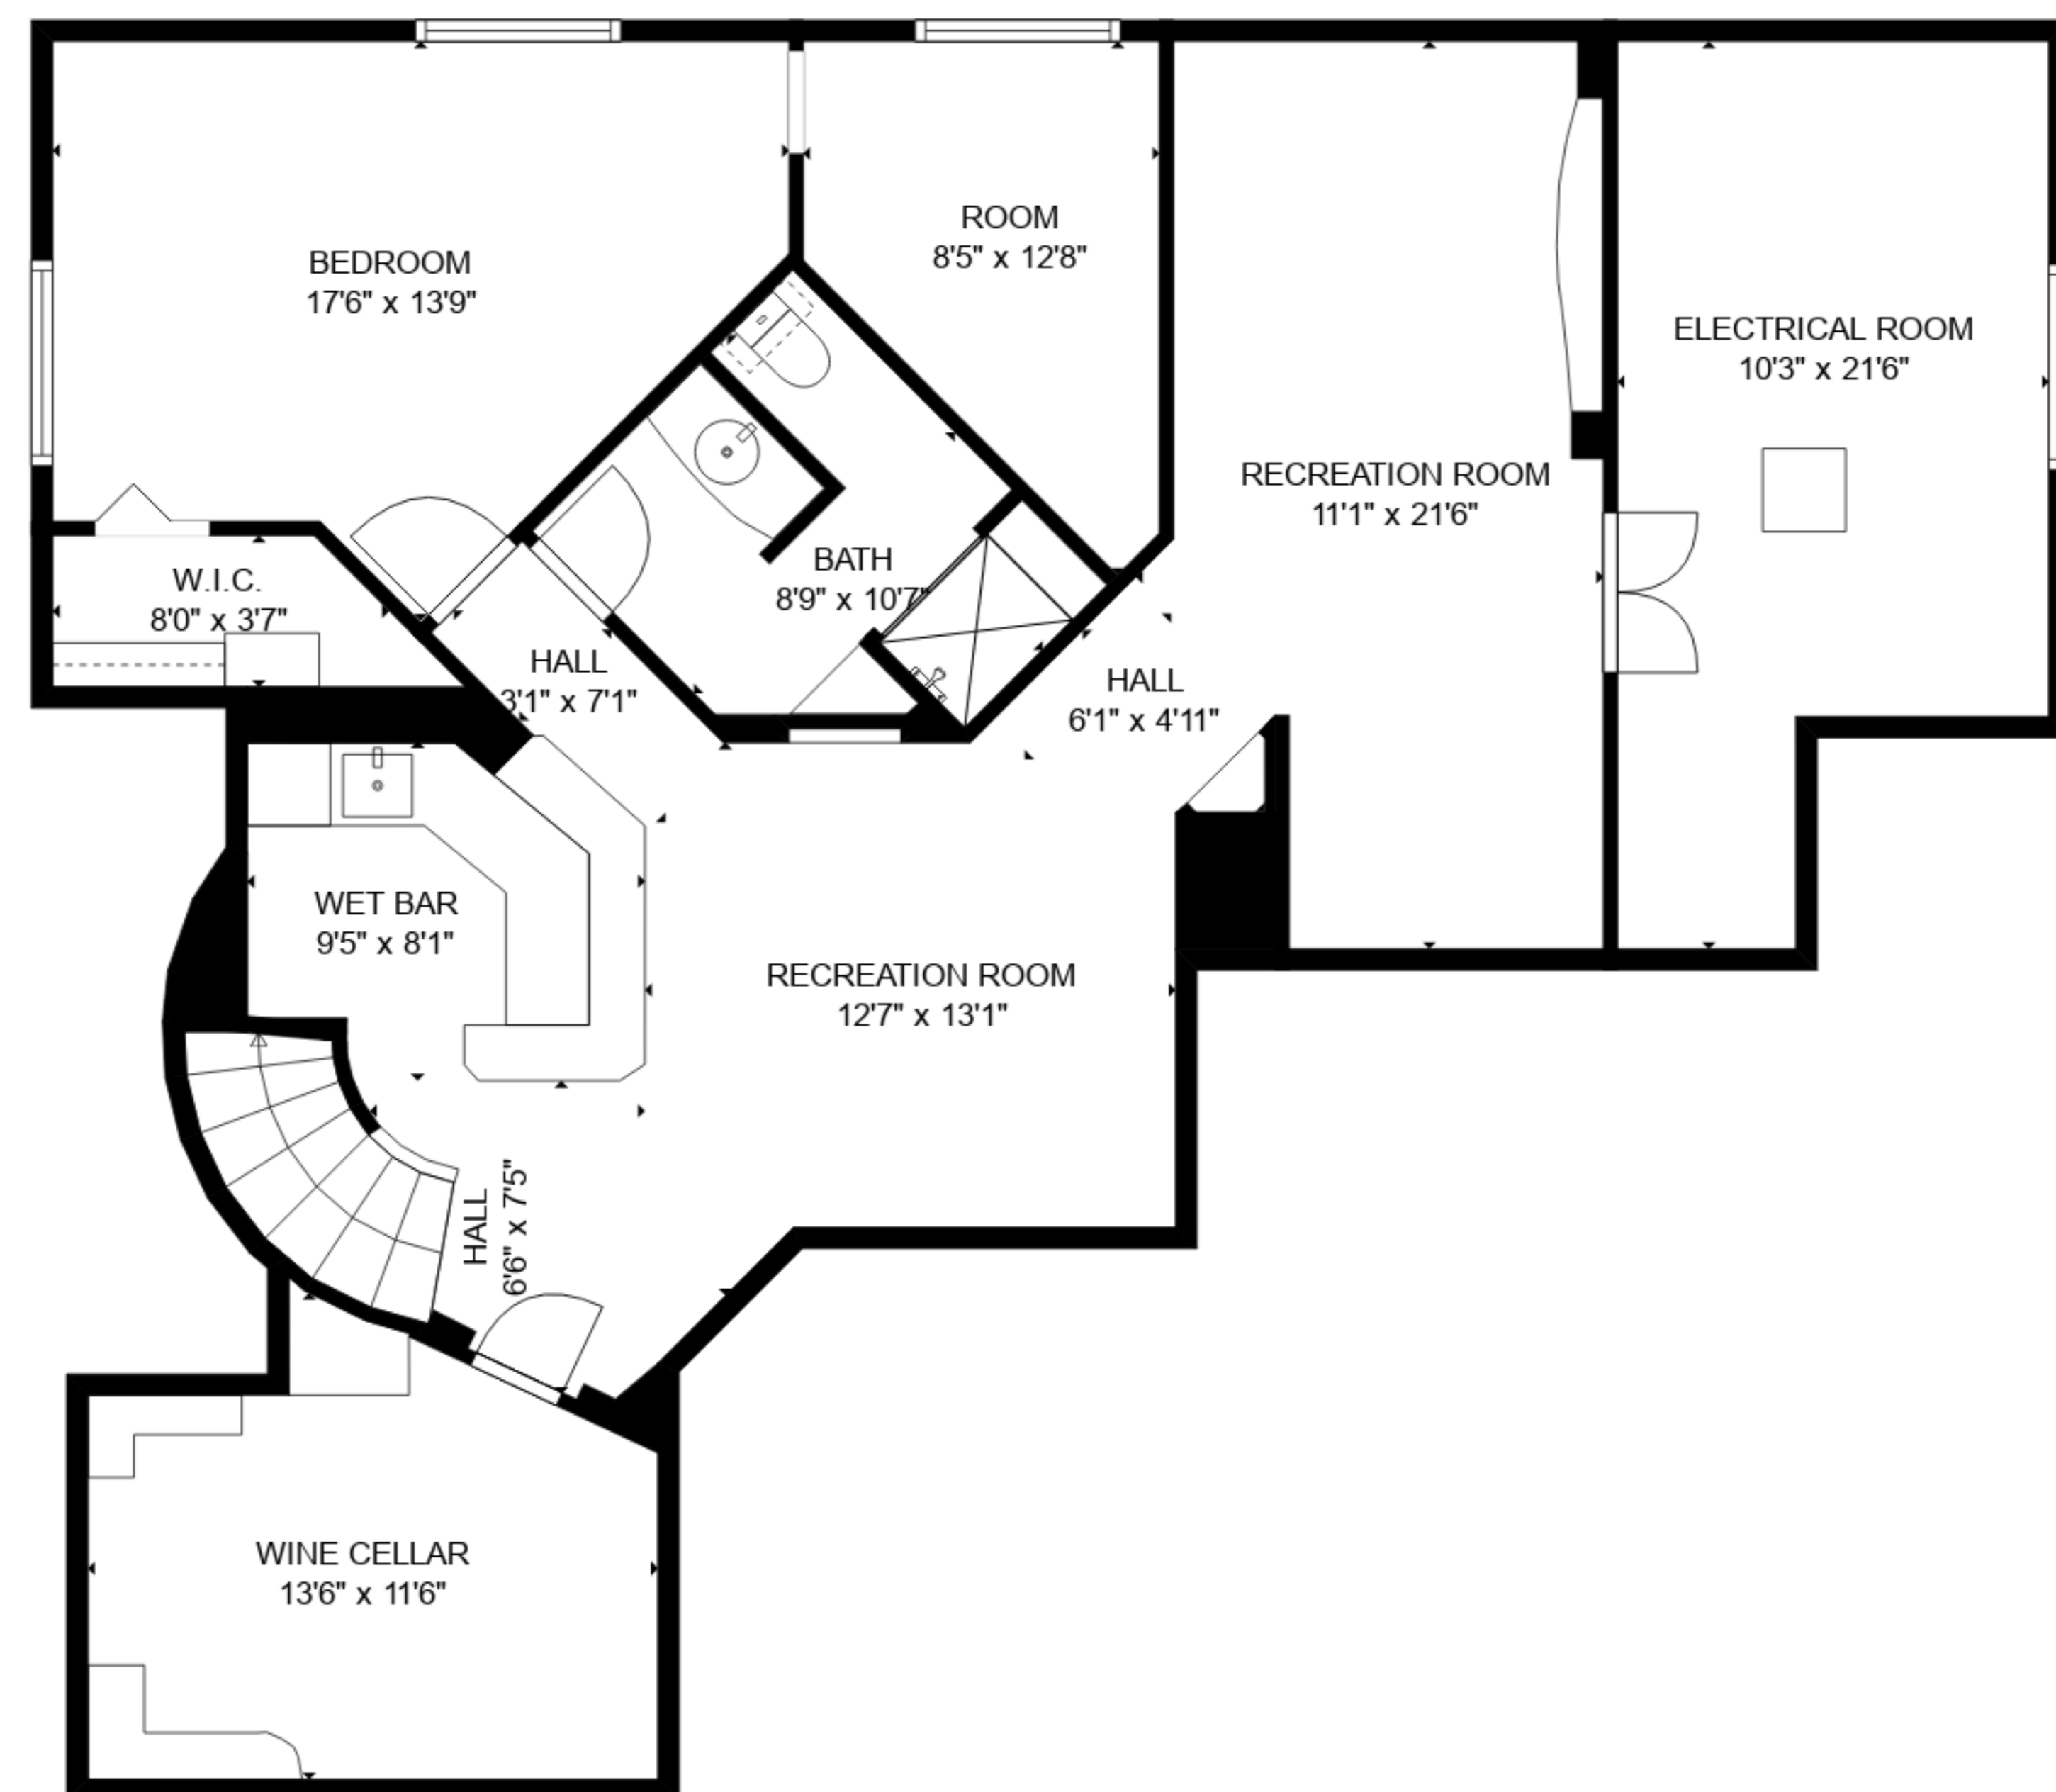 ROOM
8'5" x 12'8"
BEDROOM
17'6" x 13'9"
ELECTRICAL ROOM
10'3" x 21'6"
RECREATION ROOM
11'1" x 21'6"
BATH
8'9" x 10'7"
W.I.C.
8'0" x 3'7"
HALL
3'1" x 7'1"
HALL
6'1" x 4'11"
WET BAR
9'5" x 8'1"
RECREATION ROOM
12'7" x 13'1"
HALL
6'6" x 7'5"
WINE CELLAR
13'6" x 11'6"